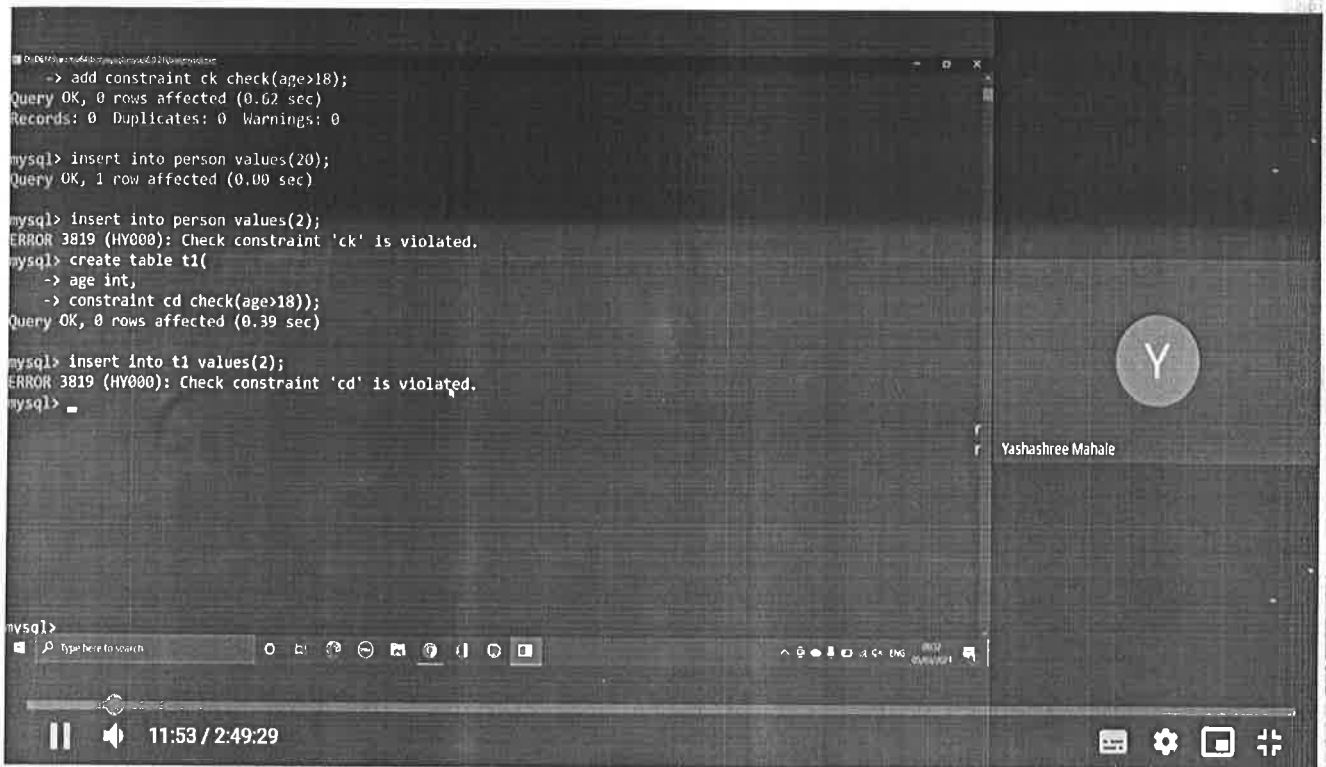 -> add constraint ck check(age>18);
Query OK, 0 rows affected (0.62 sec)
Records: 0 Duplicates: 0 Warnings: 0
mysql> insert into person values(20);
Query OK, 1 row affected (0.00 sec)
mysql> insert into person values(2);
ERROR 3819 (HY000): Check constraint 'ck' is violated.
mysql> create table t1(
-> age int,
-> constraint cd check(age>18));
Query OK, 0 rows affected (0.39 sec)
mysql> insert into t1 values(2);
ERROR 3819 (HY000): Check constraint 'cd' is violated.
mysql>
Y
r
r Yashashree Mahale
mysql>
Type here to search
ENG
11:53 / 2:49:29